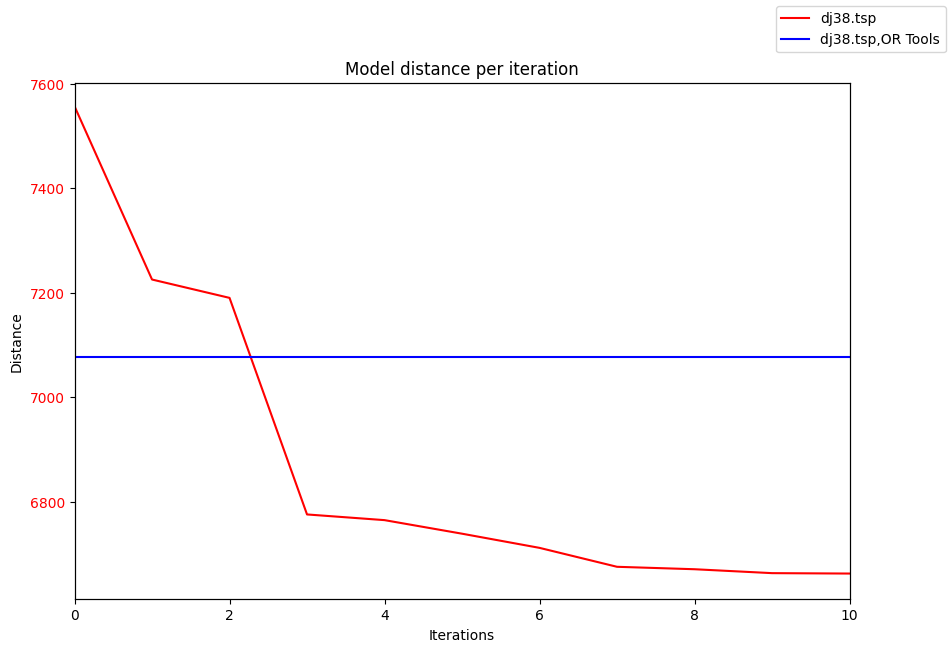 dj38.tsp
dj38.tsp,OR Tools
Model distance per iteration
7600
7400
7200
7000
6800
Distance
0 2 4 6 8 10
Iterations